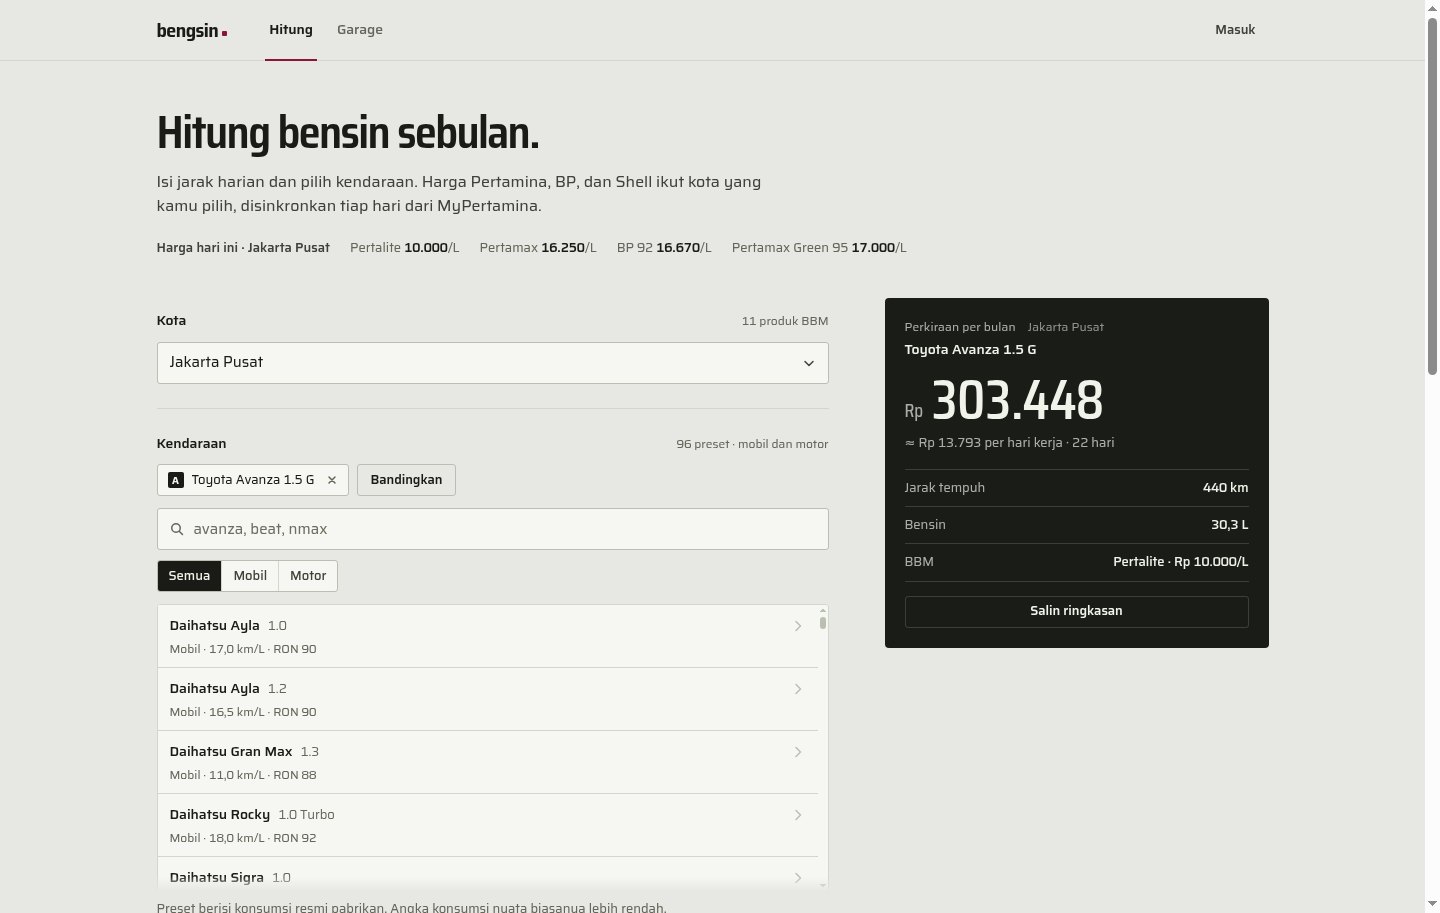 bengsin.
Hitung
Garage
Masuk
Hitung bensin sebulan.
Isi jarak harian dan pilih kendaraan. Harga Pertamina, BP, dan Shell ikut kota yang
kamu pilih, disinkronkan tiap hari dari MyPertamina.
Harga hari ini · Jakarta Pusat Pertalite 10.000/L Pertamax 16.250/L BP 92 16.670/L Pertamax Green 95 17.000/L
Kota
11 produk BBM
Jakarta Pusat
Kendaraan
96 preset · mobil dan motor
A Toyota Avanza 1.5 G ×
Bandingkan
avanza, beat, nmax
Semua
Mobil
Motor
Daihatsu Ayla 1.0
Mobil · 17,0 km/L · RON 90
Daihatsu Ayla 1.2
Mobil · 16,5 km/L · RON 90
Daihatsu Gran Max 1.3
Mobil · 11,0 km/L · RON 88
Daihatsu Rocky 1.0 Turbo
Mobil · 18,0 km/L · RON 92
Daihatsu Sigra 1.0
Preset berisi konsumsi resmi pabrikan. Angka konsumsi nyata biasanya lebih rendah.
Perkiraan per bulan Jakarta Pusat
Toyota Avanza 1.5 G
Rp 303.448
≈ Rp 13.793 per hari kerja · 22 hari
Jarak tempuh 440 km
Bensin 30,3 L
BBM Pertalite · Rp 10.000/L
Salin ringkasan